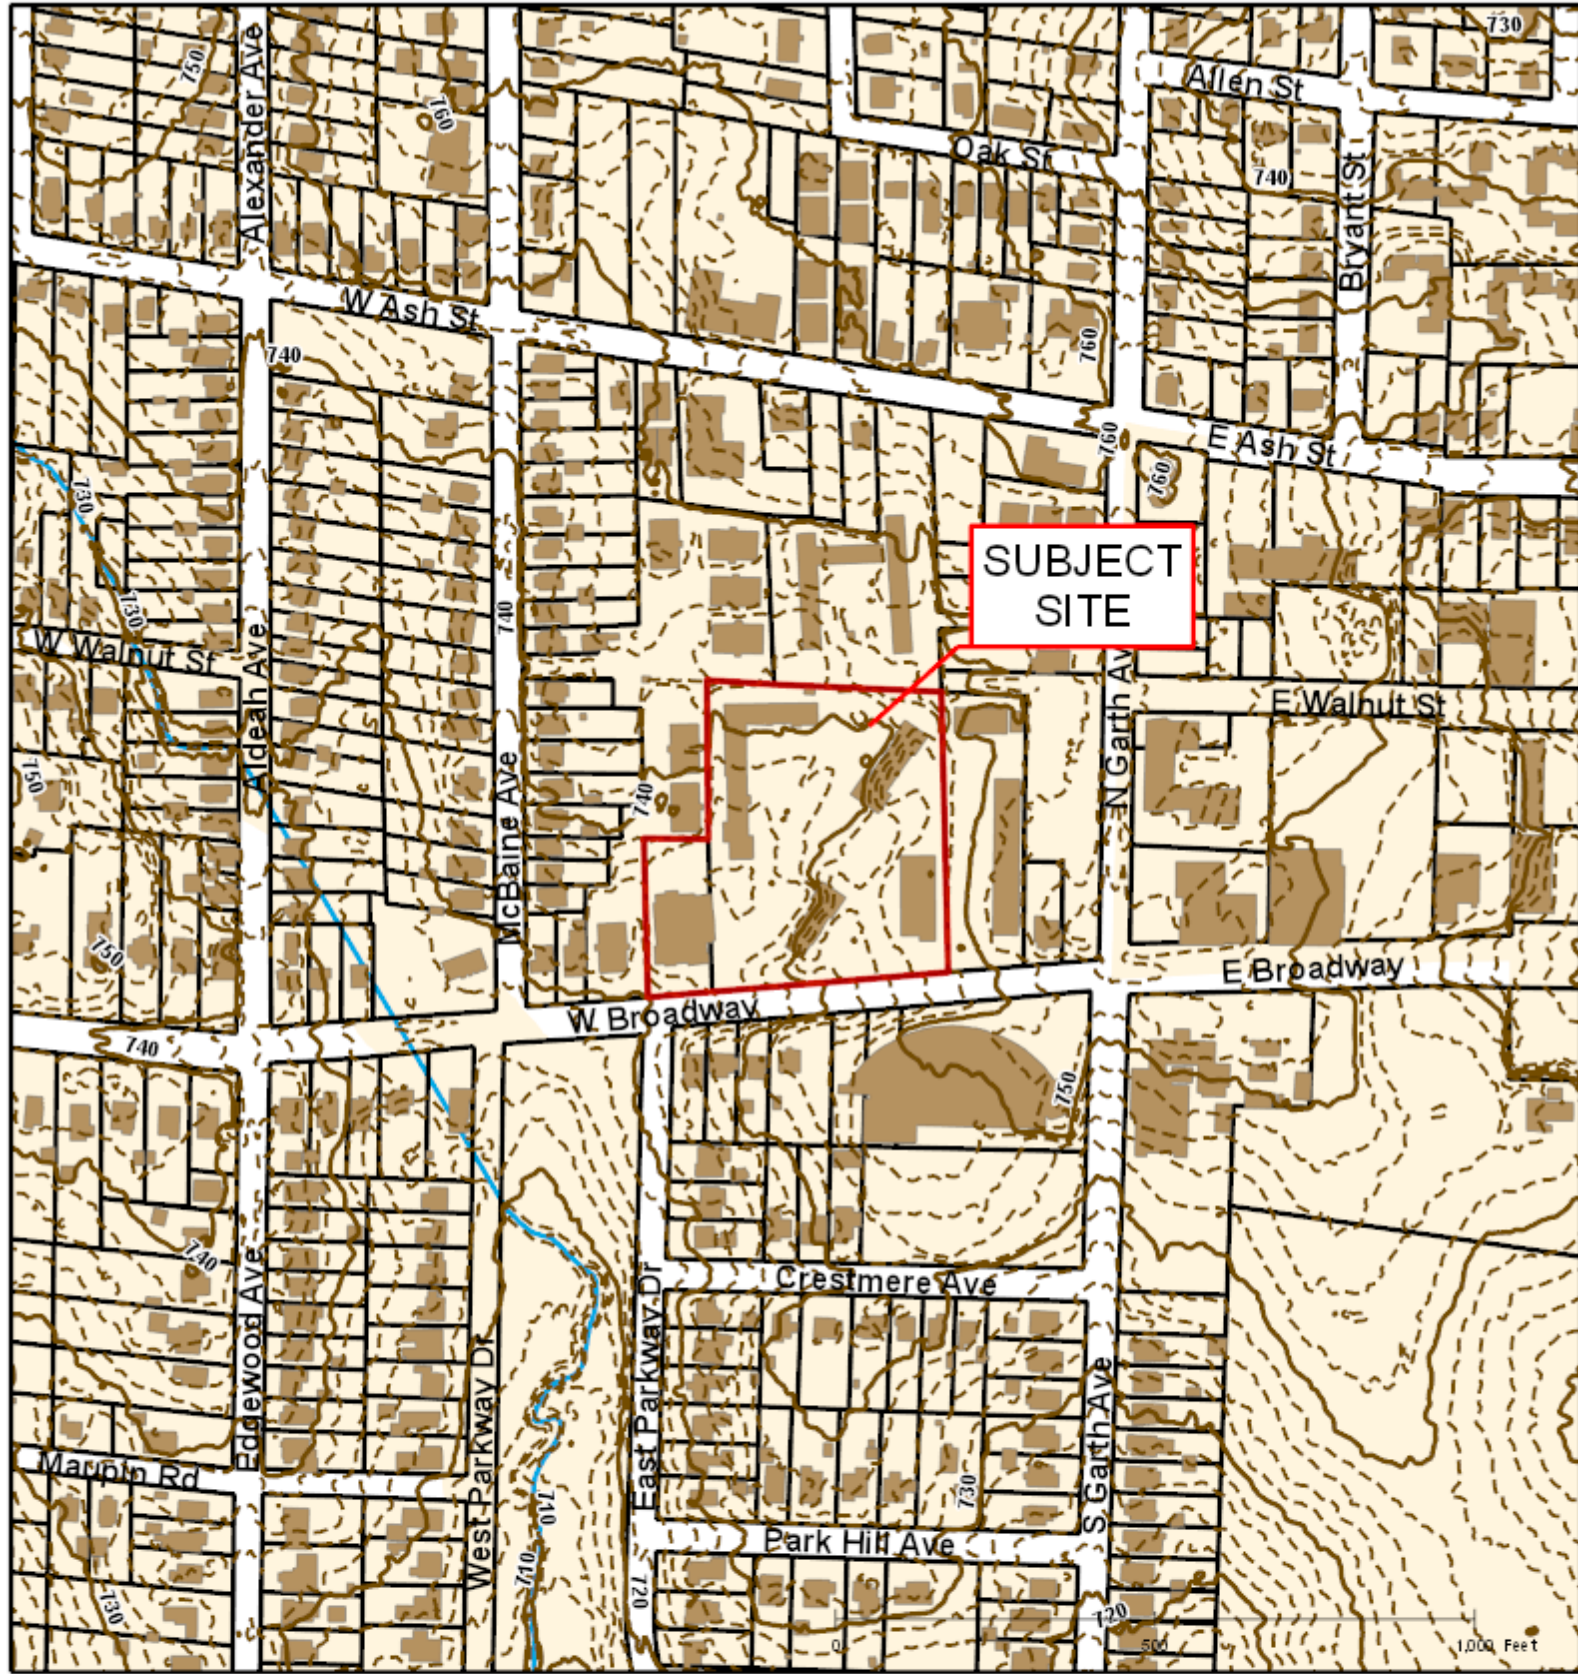 730
750
Alexander Ave
760
Allen St
Oak St
740
Bryant St
W Ash St
740
760
760
E Ash St
760
730
730
740
SUBJECT
SITE
W Walnut St
Aldeah Ave
E Walnut St
N Garth Ave
750
740
McBaine Ave
750
E Broadway
W Broadway
740
750
740
Crestmere Ave
Edgewood Ave
East Parkway Dr
West Parkway Dr
S Garth Ave
Maupin Rd
710
730
Park Hill Ave
710
720
730
720
0
500
1,000 Feet